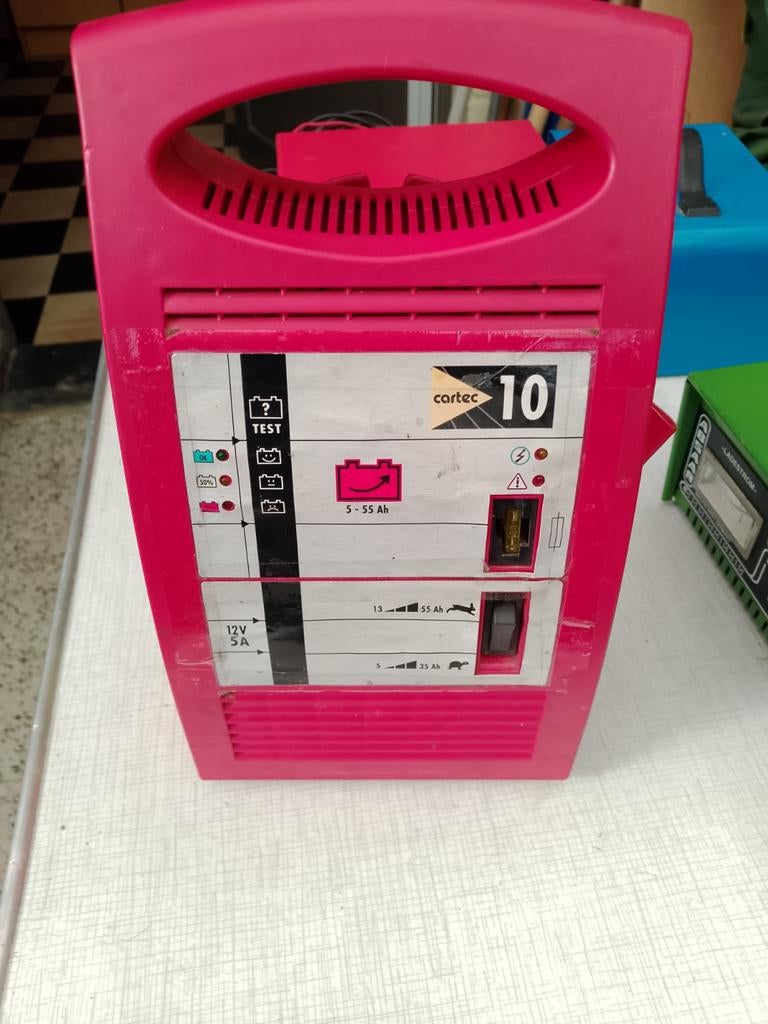 cartec 10
?
TEST
OK
50%
5 - 55 Ah
13 55 Ah
12V
5A
5 35 Ah
-LADESTROM-